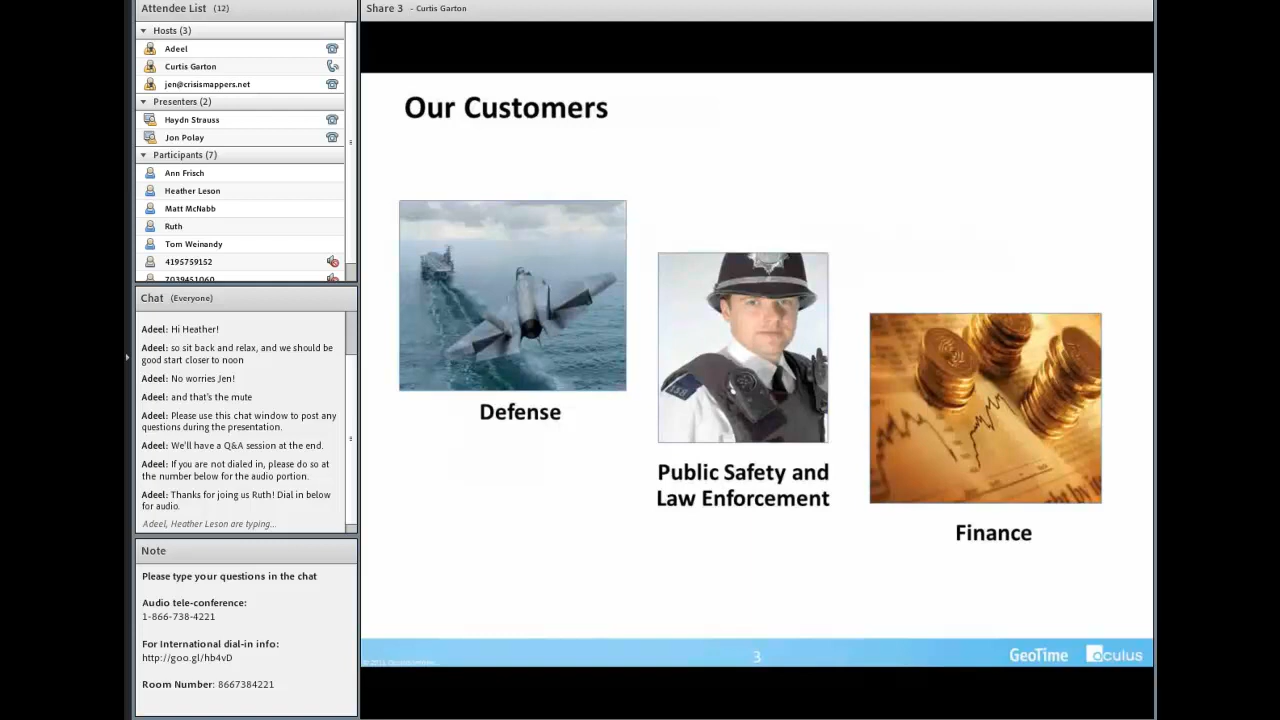 Attendee List (12)
Hosts (3)
Adeel
Curtis Garton
jen@crisismappers.net
Presenters (2)
Haydn Strauss
Jon Polay
Participants (7)
Ann Frisch
Heather Leson
Matt McNabb
Ruth
Tom Weinandy
4195759152
7039451060
Chat (Everyone)
Adeel: Hi Heather!
Adeel: so sit back and relax, and we should be
good start closer to noon
Adeel: No worries Jen!
Adeel: and that's the mute
Adeel: Please use this chat window to post any
questions during the presentation.
Adeel: We'll have a Q&A session at the end.
Adeel: If you are not dialed in, please do so at
the number below for the audio portion.
Adeel: Thanks for joing us Ruth! Dial in below
for audio.
Adeel, Heather Leson are typing...
Note
Please type your questions in the chat
Audio tele-conference:
1-866-738-4221
For International dial-in info:
http://goo.gl/hb4vD
Room Number: 8667384221
Share 3 - Curtis Garton
Our Customers
Defense
Public Safety and
Law Enforcement
Finance
3
GeoTime
oculus